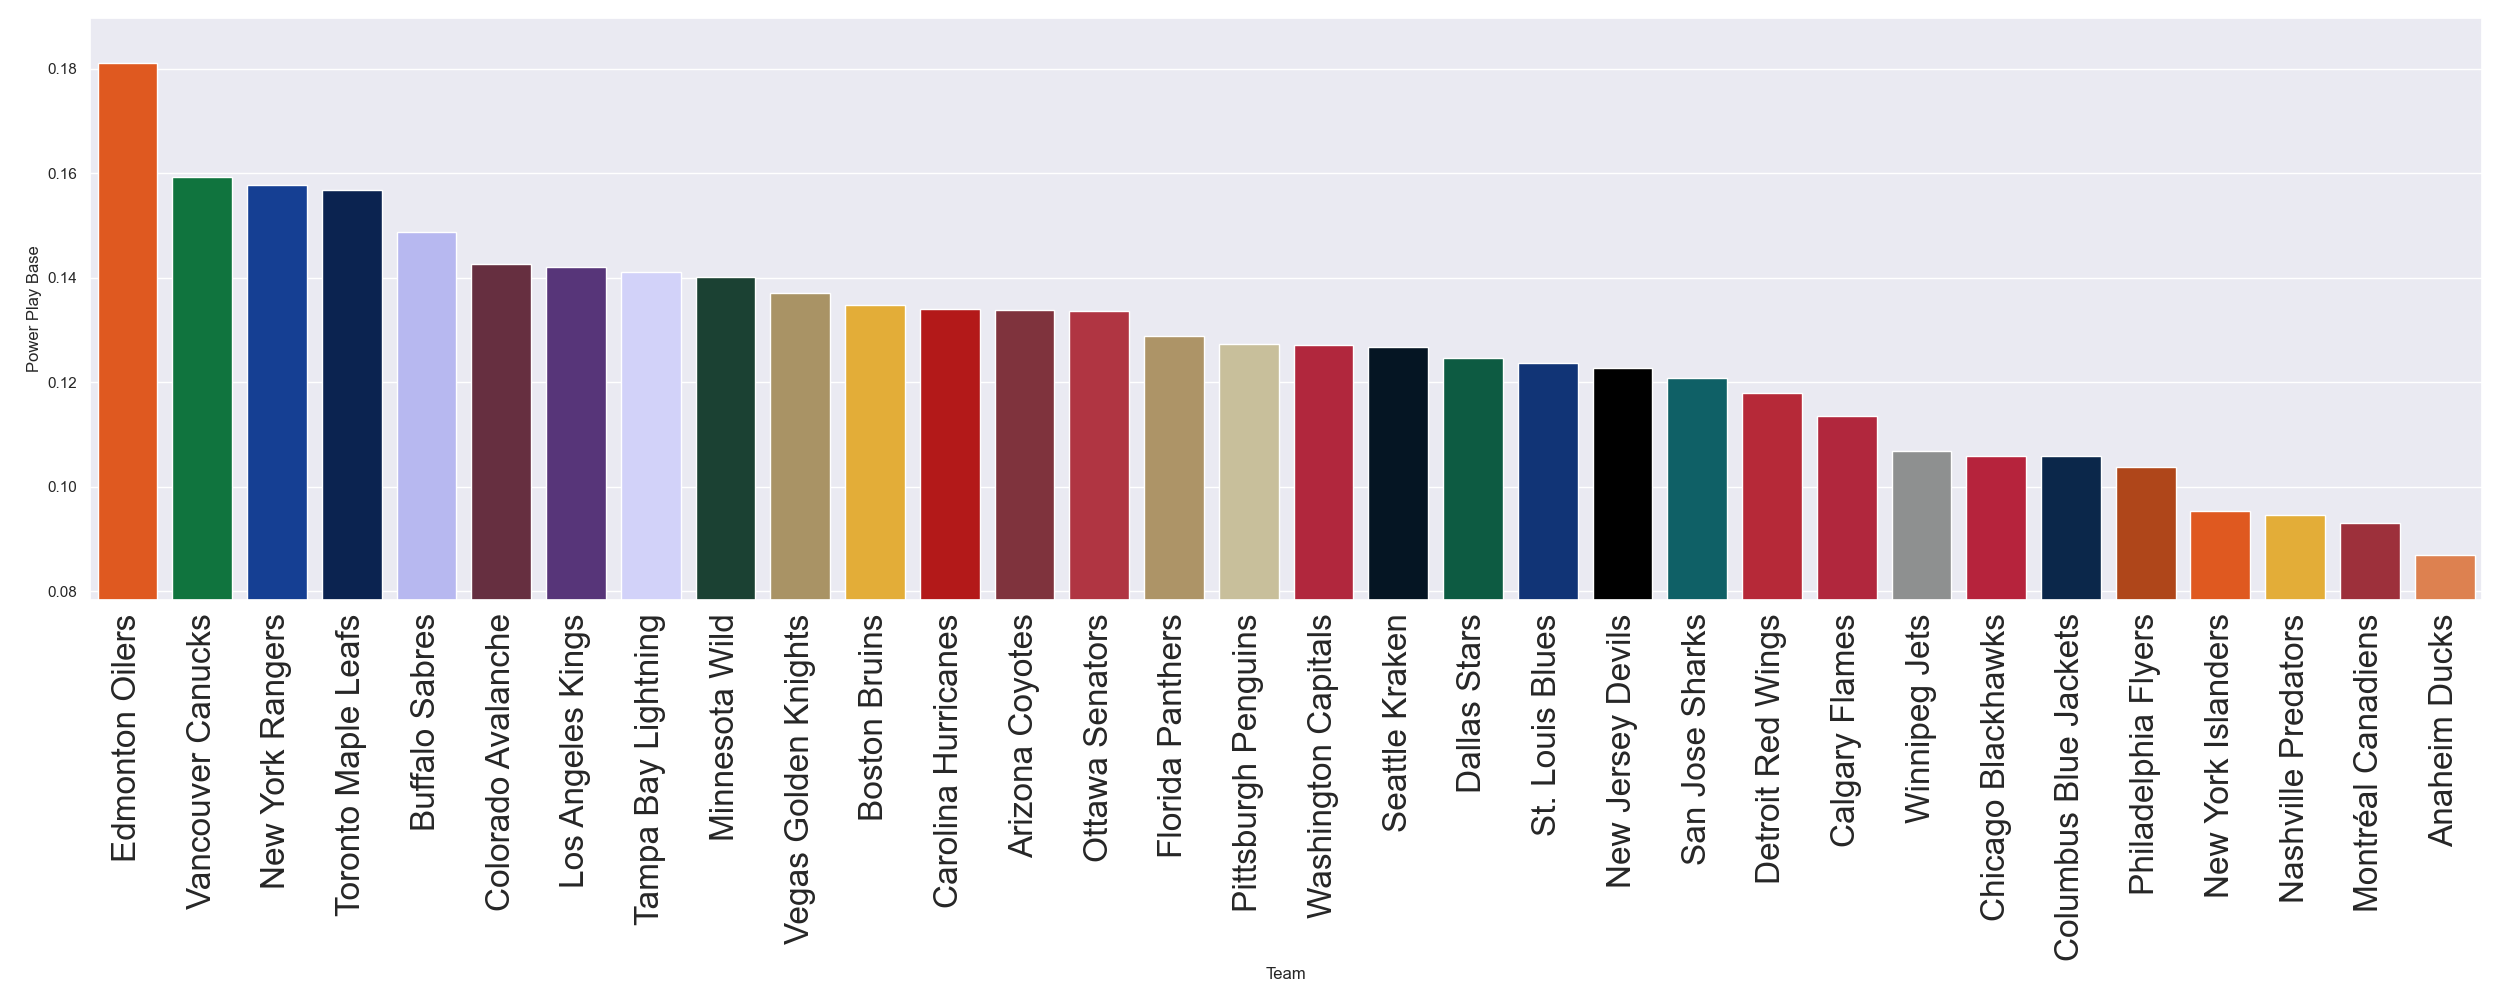 Power Play Base
0.18
0.16
0.14
0.12
0.10
0.08
Edmonton Oilers
Vancouver Canucks
New York Rangers
Toronto Maple Leafs
Buffalo Sabres
Colorado Avalanche
Los Angeles Kings
Tampa Bay Lightning
Minnesota Wild
Vegas Golden Knights
Boston Bruins
Carolina Hurricanes
Arizona Coyotes
Ottawa Senators
Florida Panthers
Pittsburgh Penguins
Washington Capitals
Seattle Kraken
Dallas Stars
St. Louis Blues
New Jersey Devils
San Jose Sharks
Detroit Red Wings
Calgary Flames
Winnipeg Jets
Chicago Blackhawks
Columbus Blue Jackets
Philadelphia Flyers
New York Islanders
Nashville Predators
Montréal Canadiens
Anaheim Ducks
Team